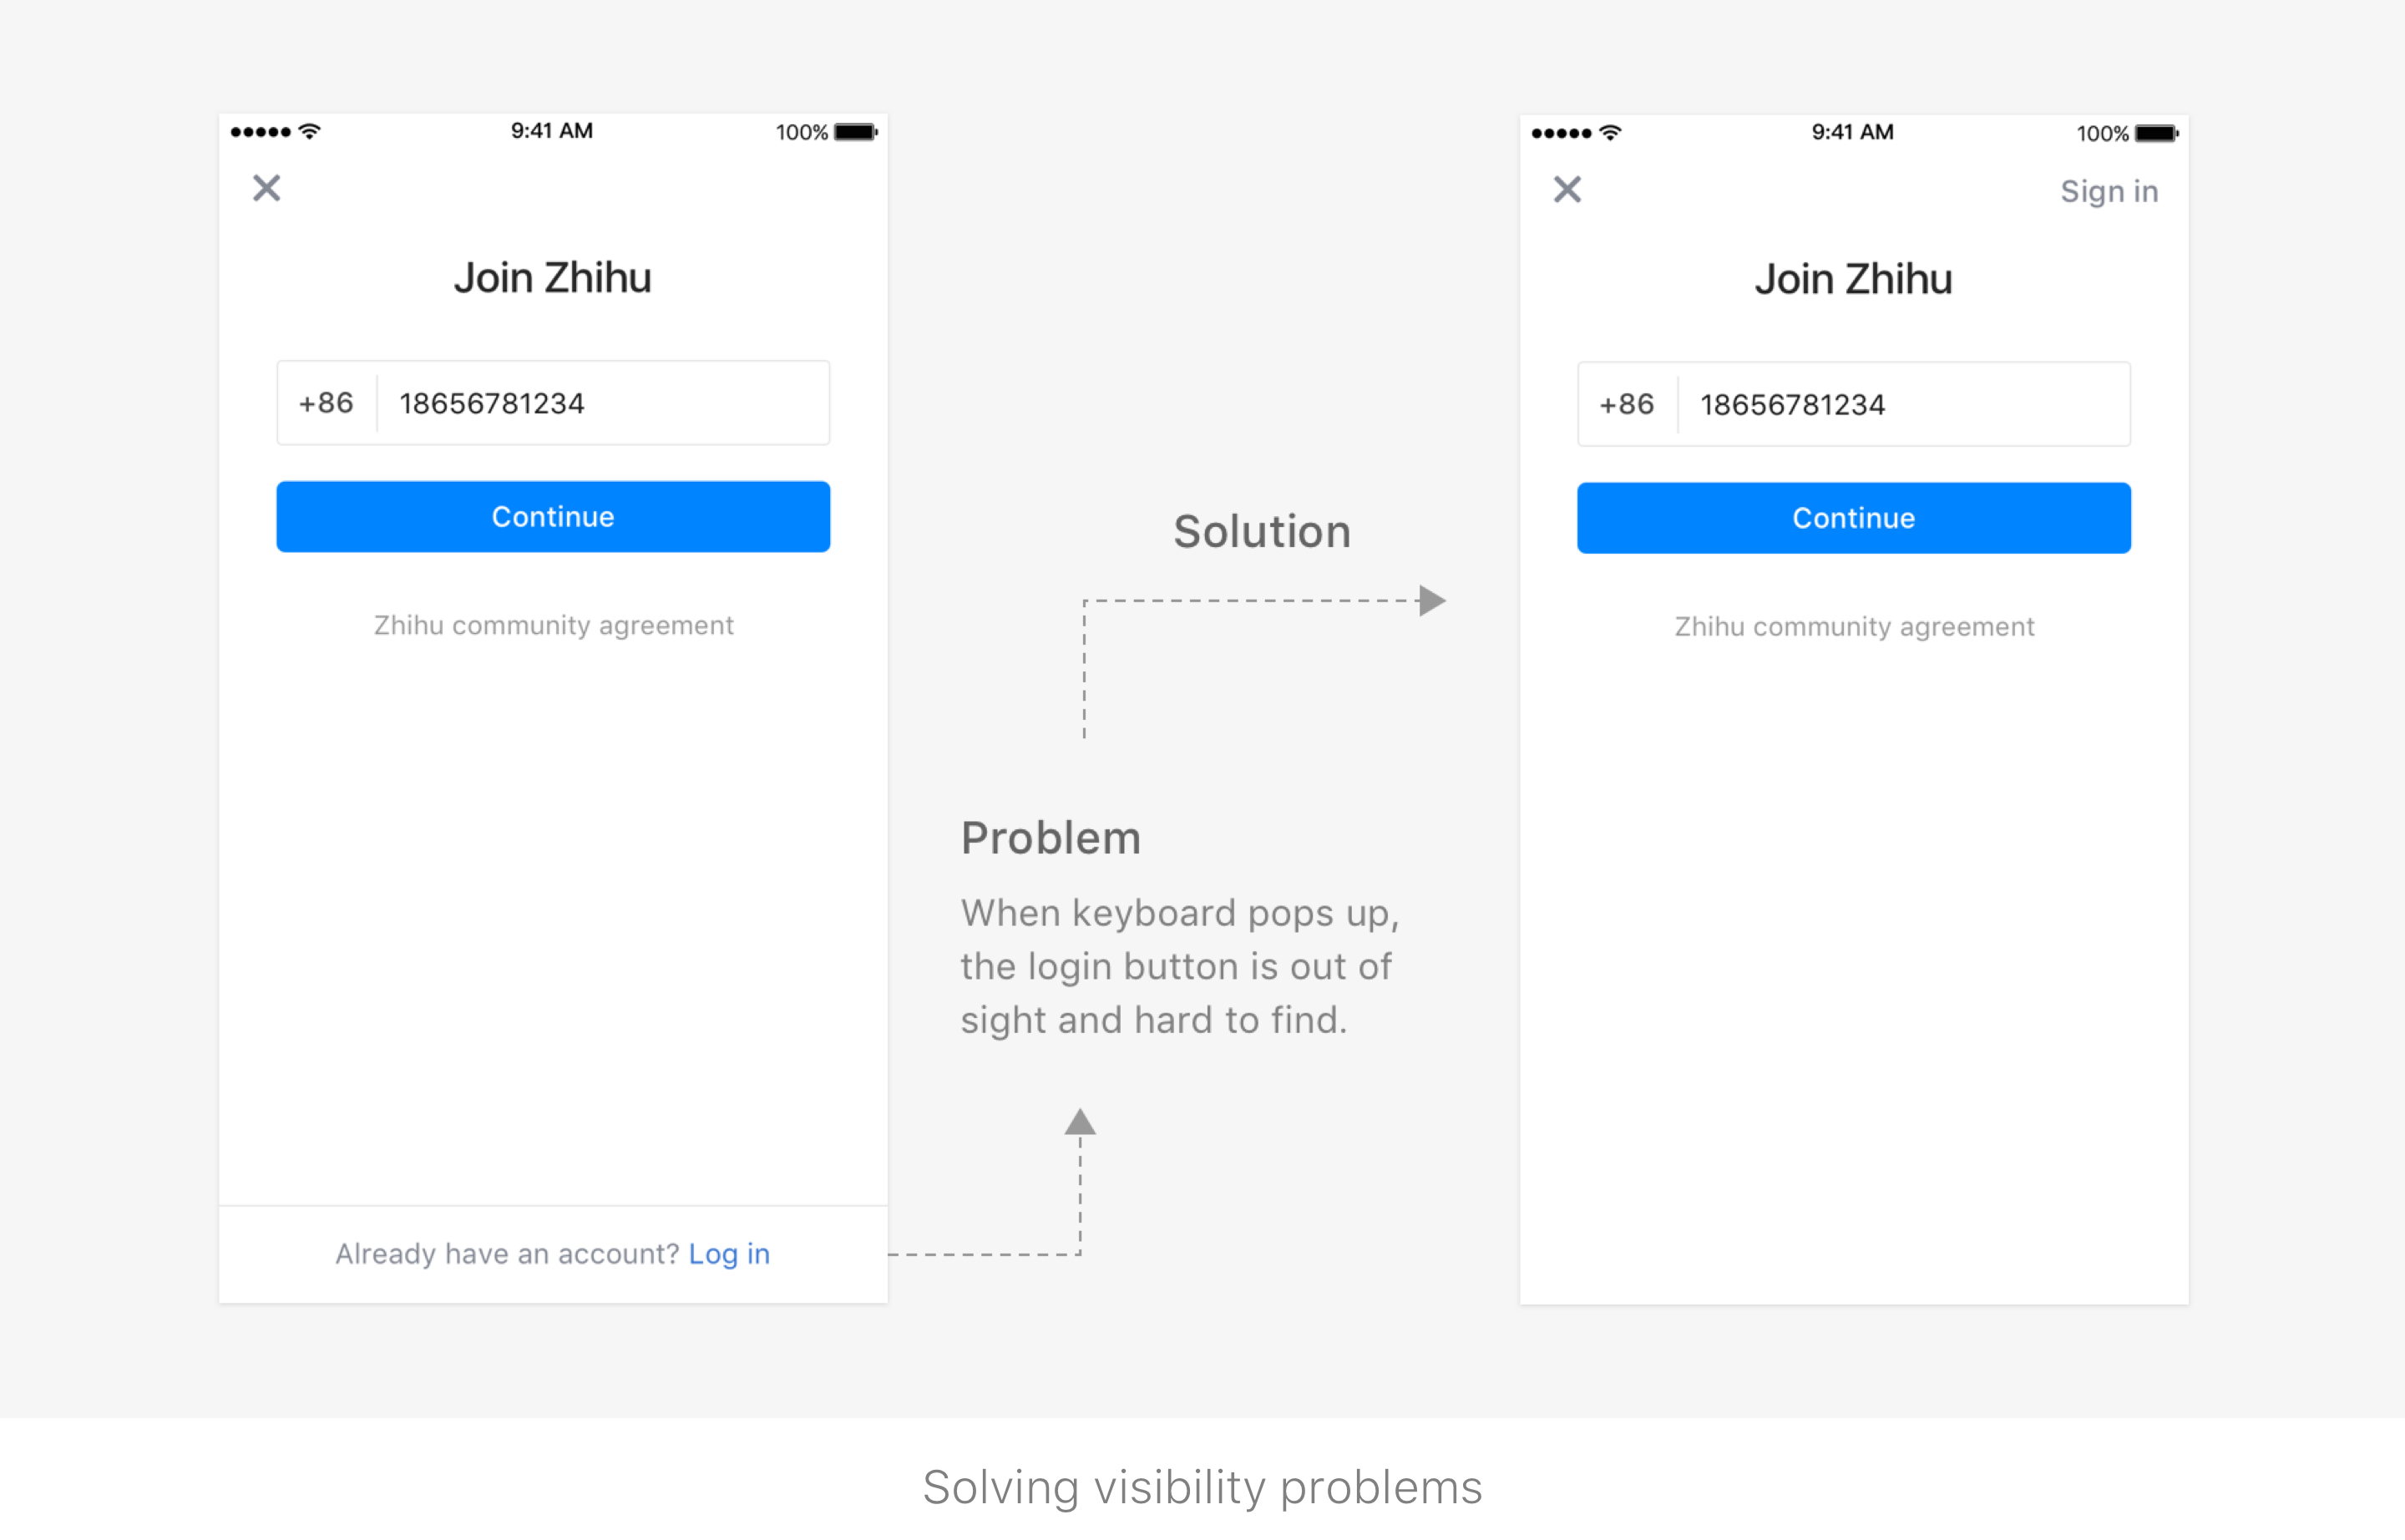 9:41 AM
100%
Join Zhihu
+86 18656781234
Continue
Zhihu community agreement
Already have an account? Log in
Solution
Problem
When keyboard pops up,
the login button is out of
sight and hard to find.
9:41 AM
100%
Sign in
Join Zhihu
+86 18656781234
Continue
Zhihu community agreement
Solving visibility problems